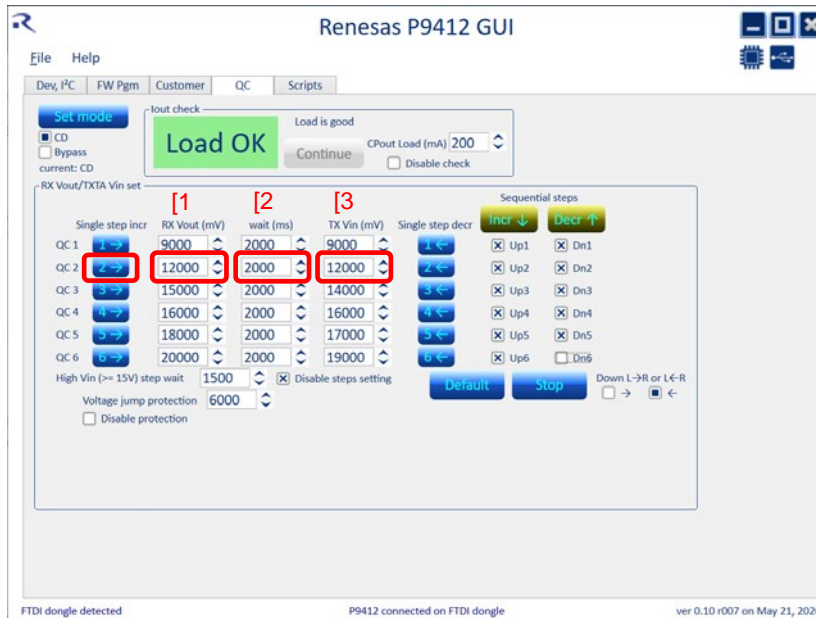 Renesas P9412 GUI
File Help
Dev, I²C FW Pgm Customer QC Scripts
Set mode
CD
Bypass
current: CD
Iout check
Load OK
Load is good
Continue
CPout Load (mA) 200
Disable check
RX Vout/TXTA Vin set
[1 [2 [3
Sequential steps
Incr ↓ Decr ↑
Single step incr RX Vout (mV) wait (ms) TX Vin (mV) Single step decr
QC 1 1 → 9000 2000 9000 1 ← Up1 Dn1
QC 2 2 → 12000 2000 12000 2 ← Up2 Dn2
QC 3 3 → 15000 2000 14000 3 ← Up3 Dn3
QC 4 4 → 16000 2000 16000 4 ← Up4 Dn4
QC 5 5 → 18000 2000 17000 5 ← Up5 Dn5
QC 6 6 → 20000 2000 19000 6 ← Up6 Dn6
High Vin (>= 15V) step wait 1500 Disable steps setting
Default Stop
Down L→R or L←R
→ ←
Voltage jump protection 6000
Disable protection
FTDI dongle detected P9412 connected on FTDI dongle ver 0.10 r007 on May 21, 202